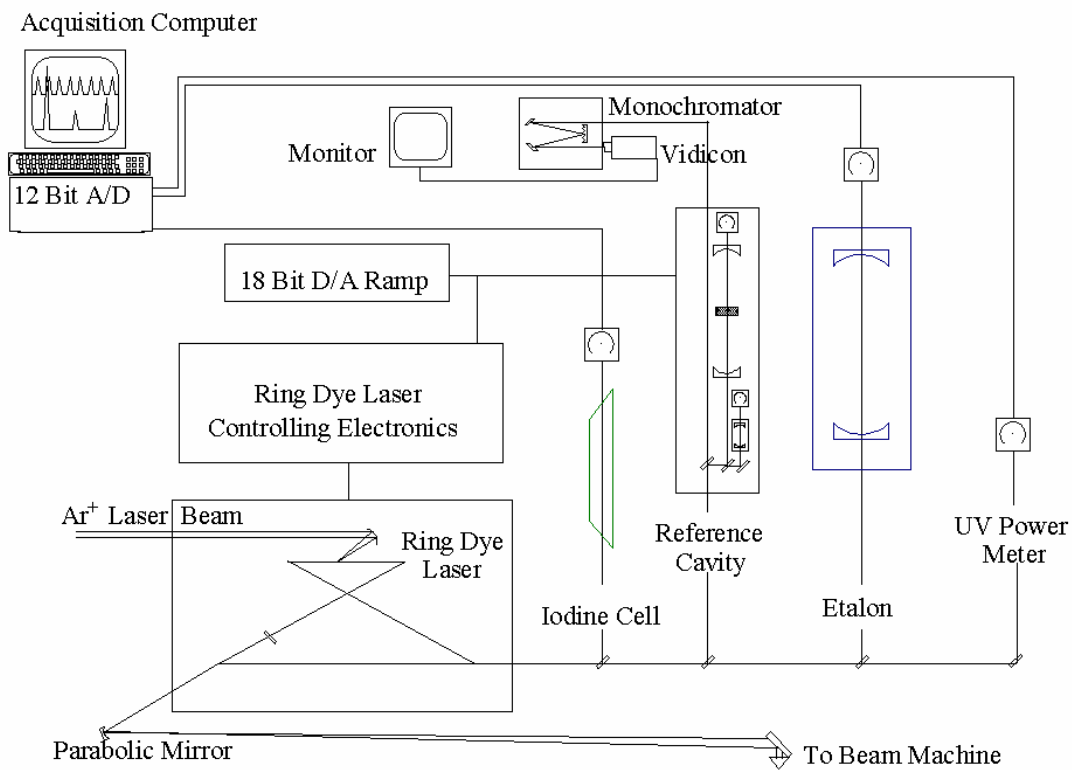 Acquisition Computer
Monochromator
Monitor
Vidicon
12 Bit A/D
18 Bit D/A Ramp
Ring Dye Laser
Controlling Electronics
Ar+ Laser Beam
Ring Dye
Laser
Reference
Cavity
UV Power
Meter
Iodine Cell
Etalon
Parabolic Mirror
To Beam Machine